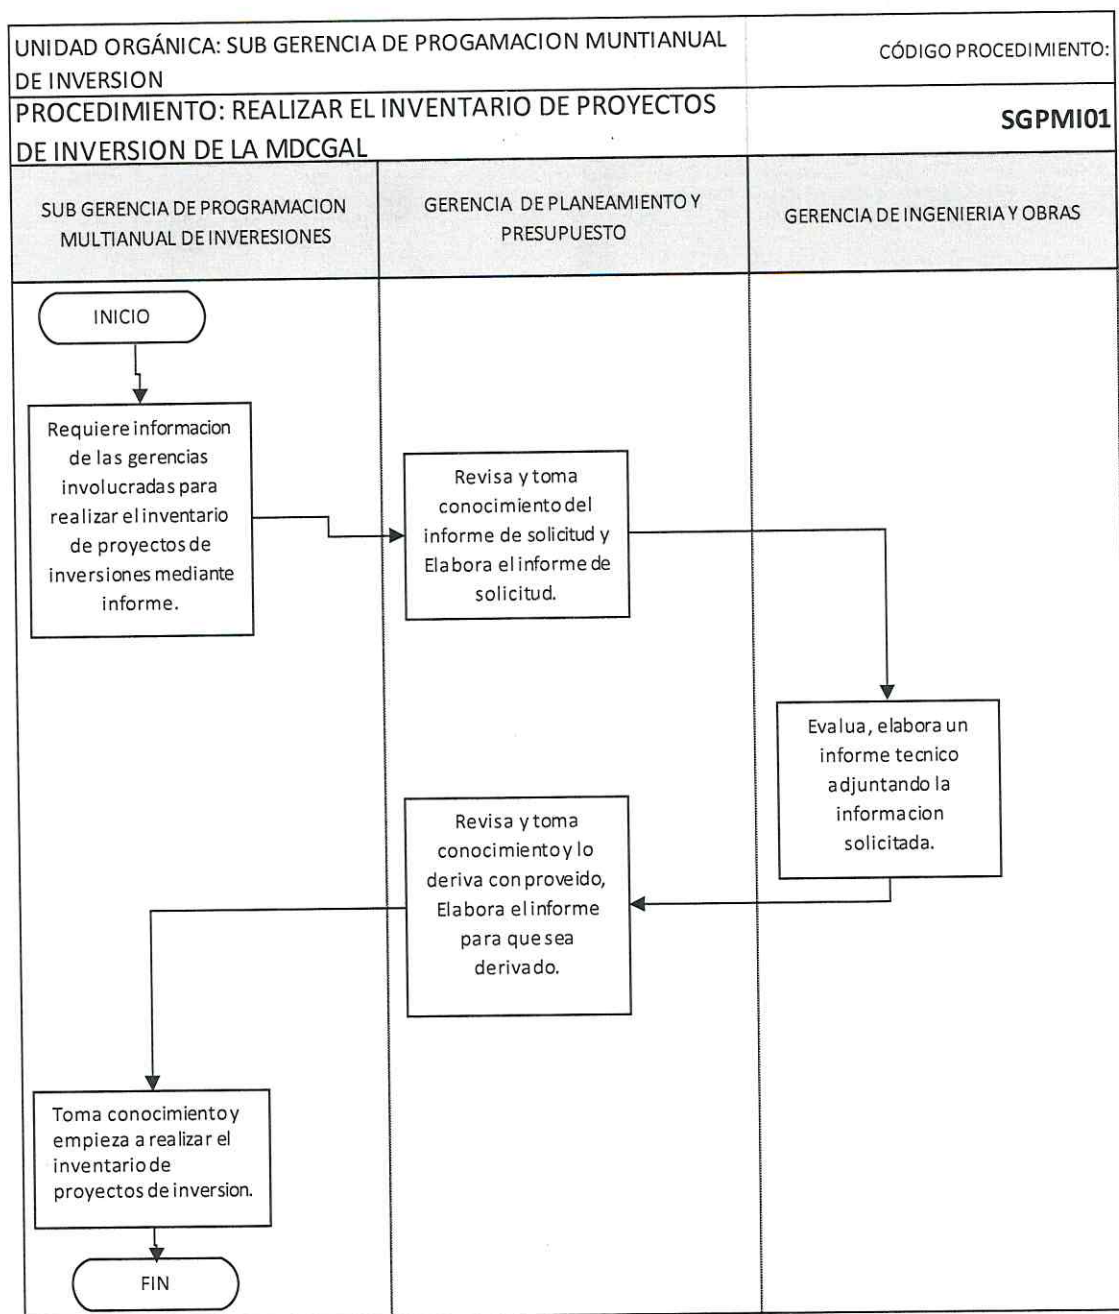 UNIDAD ORGÁNICA: SUB GERENCIA DE PROGAMACION MUNTIANUAL
DE INVERSION
CÓDIGO PROCEDIMIENTO:
PROCEDIMIENTO: REALIZAR EL INVENTARIO DE PROYECTOS
DE INVERSION DE LA MDCGAL
SGPMI01
SUB GERENCIA DE PROGRAMACION
MULTIANUAL DE INVERESIONES
GERENCIA DE PLANEAMIENTO Y
PRESUPUESTO
GERENCIA DE INGENIERIA Y OBRAS
INICIO
Requiere informacion
de las gerencias
involucradas para
realizar el inventario
de proyectos de
inversiones mediante
informe.
Revisa y toma
conocimiento del
informe de solicitud y
Elabora el informe de
solicitud.
Evalua, elabora un
informe tecnico
adjuntando la
informacion
solicitada.
Revisa y toma
conocimiento y lo
deriva con proveido,
Elabora el informe
para que sea
derivado.
Toma conocimiento y
empieza a realizar el
inventario de
proyectos de inversion.
FIN